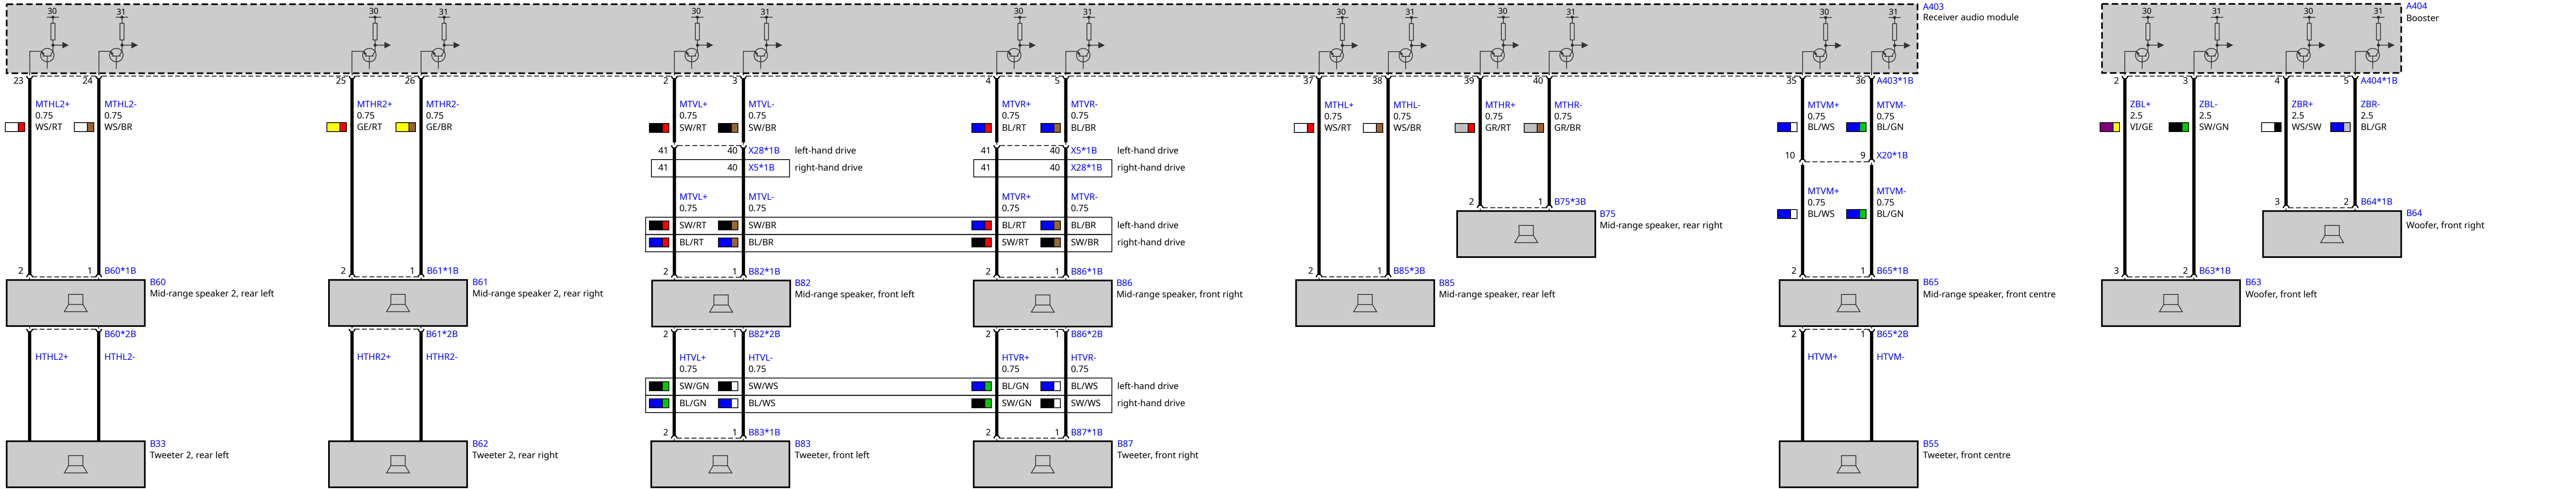 30 31 30 31 30 31 30 31 30 31 30 31 30 31 30 31 30 31
A403
Receiver audio module
A404
Booster
23 24 25 26 2 3 4 5 37 38 39 40 35 36 A403*1B 2 3 4 5 A404*1B
MTHL2+ MTHL2- MTHR2+ MTHR2- MTVL+ MTVL- MTVR+ MTVR- MTHL+ MTHL- MTHR+ MTHR- MTVM+ MTVM- ZBL+ ZBL- ZBR+ ZBR-
0.75 0.75 0.75 0.75 0.75 0.75 0.75 0.75 0.75 0.75 0.75 0.75 0.75 0.75 2.5 2.5 2.5 2.5
WS/RT WS/BR GE/RT GE/BR SW/RT SW/BR BL/RT BL/BR WS/RT WS/BR GR/RT GR/BR BL/WS BL/GN VI/GE SW/GN WS/SW BL/GR
41 40 X28*1B left-hand drive 41 40 X5*1B left-hand drive
10 9 X20*1B
41 40 X5*1B right-hand drive 41 40 X28*1B right-hand drive
MTVL+ MTVL- MTVR+ MTVR- MTVM+ MTVM-
0.75 0.75 0.75 0.75 0.75 0.75
2 1 B75*3B 3 2 B64*1B
BL/WS BL/GN
B75
Mid-range speaker, rear right
B64
Woofer, front right
SW/RT SW/BR BL/RT BL/BR left-hand drive
BL/RT BL/BR SW/RT SW/BR right-hand drive
2 1 B60*1B 2 1 B61*1B 2 1 B82*1B 2 1 B86*1B 2 1 B85*3B 2 1 B65*1B 3 2 B63*1B
B60
Mid-range speaker 2, rear left
B61
Mid-range speaker 2, rear right
B82
Mid-range speaker, front left
B86
Mid-range speaker, front right
B85
Mid-range speaker, rear left
B65
Mid-range speaker, front centre
B63
Woofer, front left
B60*2B B61*2B 2 1 B82*2B 2 1 B86*2B 2 1 B65*2B
HTHL2+ HTHL2- HTHR2+ HTHR2- HTVL+ HTVL- HTVR+ HTVR- HTVM+ HTVM-
0.75 0.75 0.75 0.75
SW/GN SW/WS BL/GN BL/WS left-hand drive
BL/GN BL/WS SW/GN SW/WS right-hand drive
2 1 B83*1B 2 1 B87*1B
B33
Tweeter 2, rear left
B62
Tweeter 2, rear right
B83
Tweeter, front left
B87
Tweeter, front right
B55
Tweeter, front centre